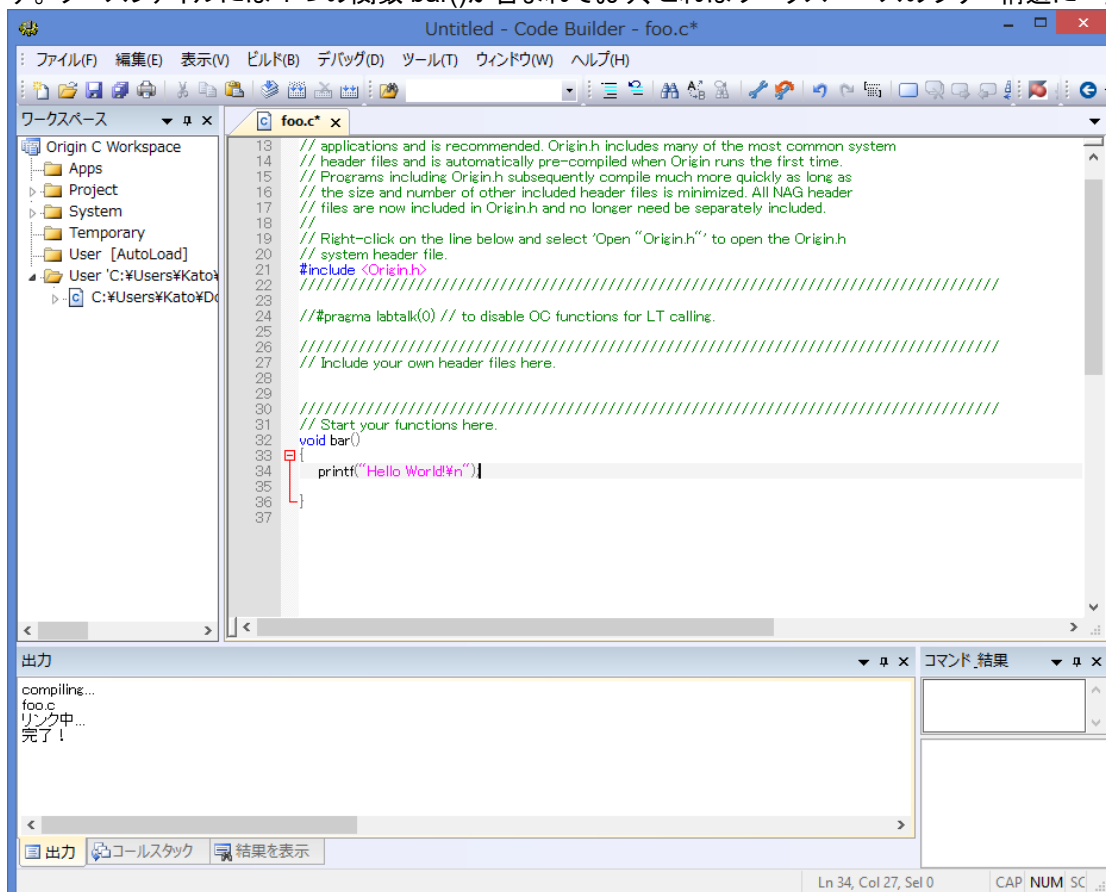 Untitled - Code Builder - foo.c*
ファイル(F) 編集(E) 表示(V) ビルド(B) デバッグ(D) ツール(T) ウィンドウ(W) ヘルプ(H)
ワークスペース
foo.c*
Origin C Workspace
Apps
Project
System
Temporary
User [AutoLoad]
User 'C:¥Users¥Kato¥
C:¥Users¥Kato¥Do
13 // applications and is recommended. Origin.h includes many of the most common system
14 // header files and is automatically pre-compiled when Origin runs the first time.
15 // Programs including Origin.h subsequently compile much more quickly as long as
16 // the size and number of other included header files is minimized. All NAG header
17 // files are now included in Origin.h and no longer need be separately included.
18 //
19 // Right-click on the line below and select 'Open "Origin.h"' to open the Origin.h
20 // system header file.
21 #include <Origin.h>
22 ////////////////////////////////////////////////////////////////////////////////////
23
24 //#pragma labtalk(0) // to disable OC functions for LT calling.
25
26 ////////////////////////////////////////////////////////////////////////////////////
27 // Include your own header files here.
28
29
30 ////////////////////////////////////////////////////////////////////////////////////
31 // Start your functions here.
32 void bar()
33 {
34 printf("Hello World!¥n");
35
36 }
37
出力
compiling...
foo.c
リンク中...
完了！
コマンド_結果
出力 コールスタック 結果を表示
Ln 34, Col 27, Sel 0 CAP NUM SC